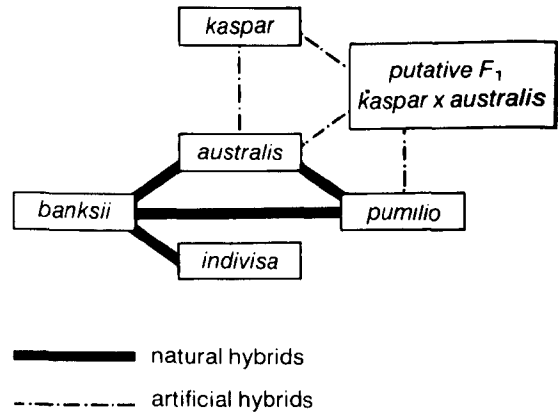 kaspar
putative F₁
kaspar x australis
australis
banksii
pumilio
indivisa
natural hybrids
artificial hybrids